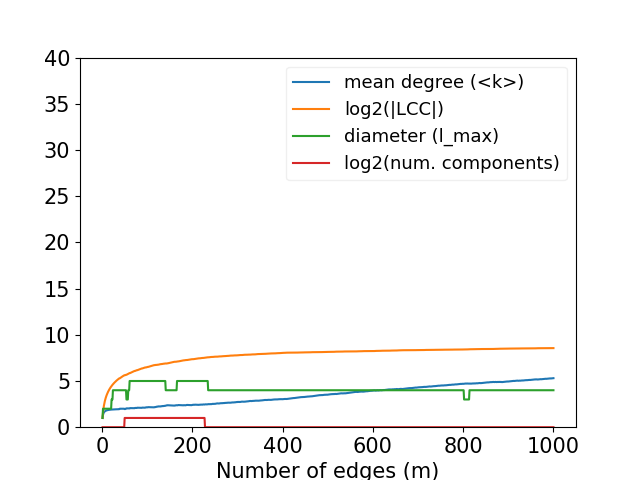 40
35
30
25
20
15
10
5
0
mean degree (<k>)
log2(|LCC|)
diameter (l_max)
log2(num. components)
0 200 400 600 800 1000
Number of edges (m)